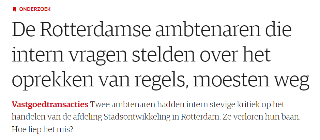 ONDERZOEK
De Rotterdamse ambtenaren die
intern vragen stelden over het
oprekken van regels, moesten weg
Vastgoedtransacties Twee ambtenaren hadden intern stevige kritiek op het
handelen van de afdeling Stadsontwikkeling in Rotterdam. Ze verloren hun baan.
Hoe liep het mis?